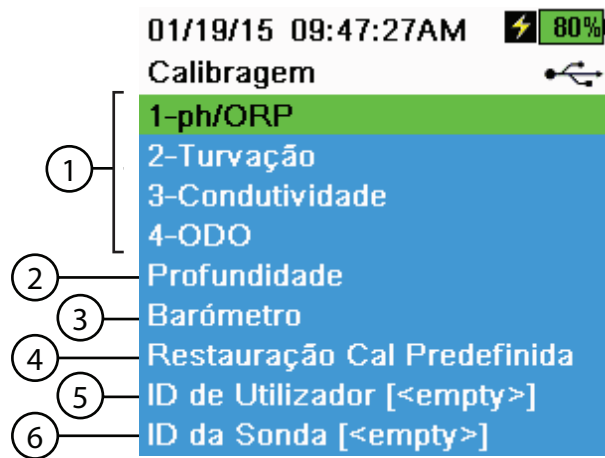 01/19/15 09:47:27AM 80%
Calibragem
1-ph/ORP
2-Turvação
3-Condutividade
4-ODO
Profundidade
Barómetro
Restauração Cal Predefinida
ID de Utilizador [<empty>]
ID da Sonda [<empty>]
1
2
3
4
5
6